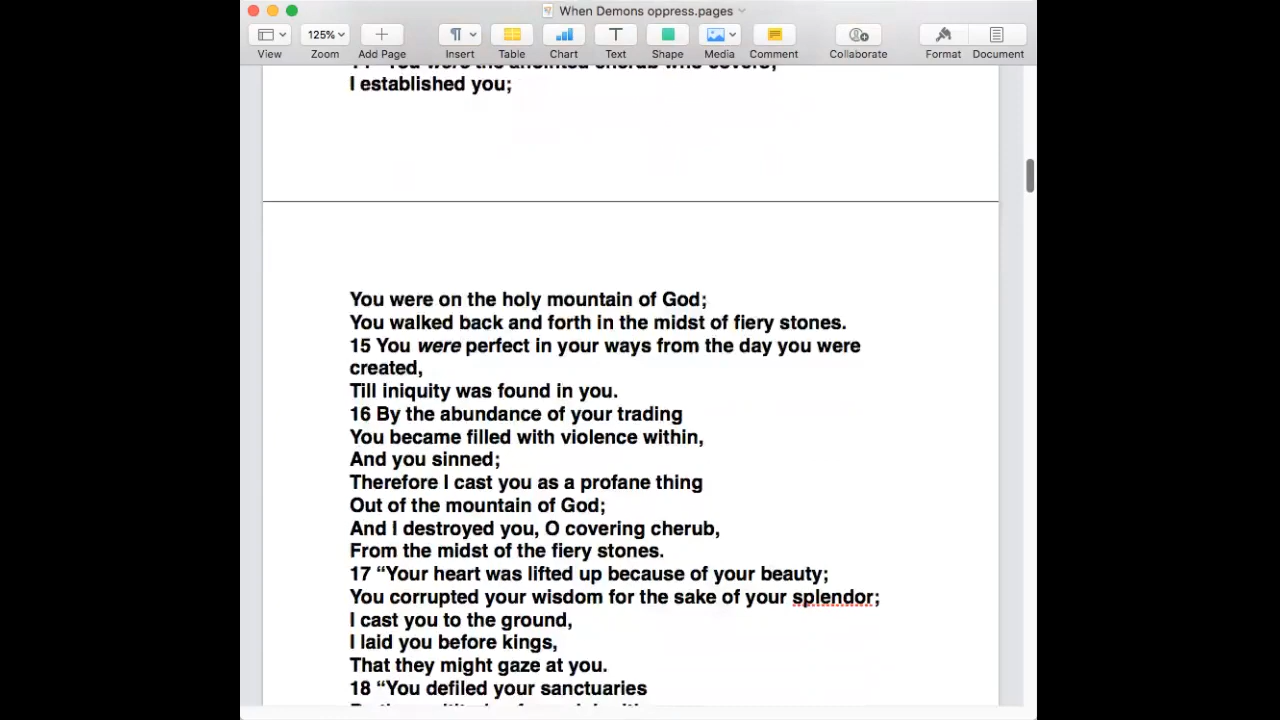 When Demons oppress.pages
125%
View Zoom Add Page Insert Table Chart Text Shape Media Comment Collaborate Format Document
I established you;
You were on the holy mountain of God;
You walked back and forth in the midst of fiery stones.
15 You were perfect in your ways from the day you were
created,
Till iniquity was found in you.
16 By the abundance of your trading
You became filled with violence within,
And you sinned;
Therefore I cast you as a profane thing
Out of the mountain of God;
And I destroyed you, O covering cherub,
From the midst of the fiery stones.
17 “Your heart was lifted up because of your beauty;
You corrupted your wisdom for the sake of your splendor;
I cast you to the ground,
I laid you before kings,
That they might gaze at you.
18 “You defiled your sanctuaries